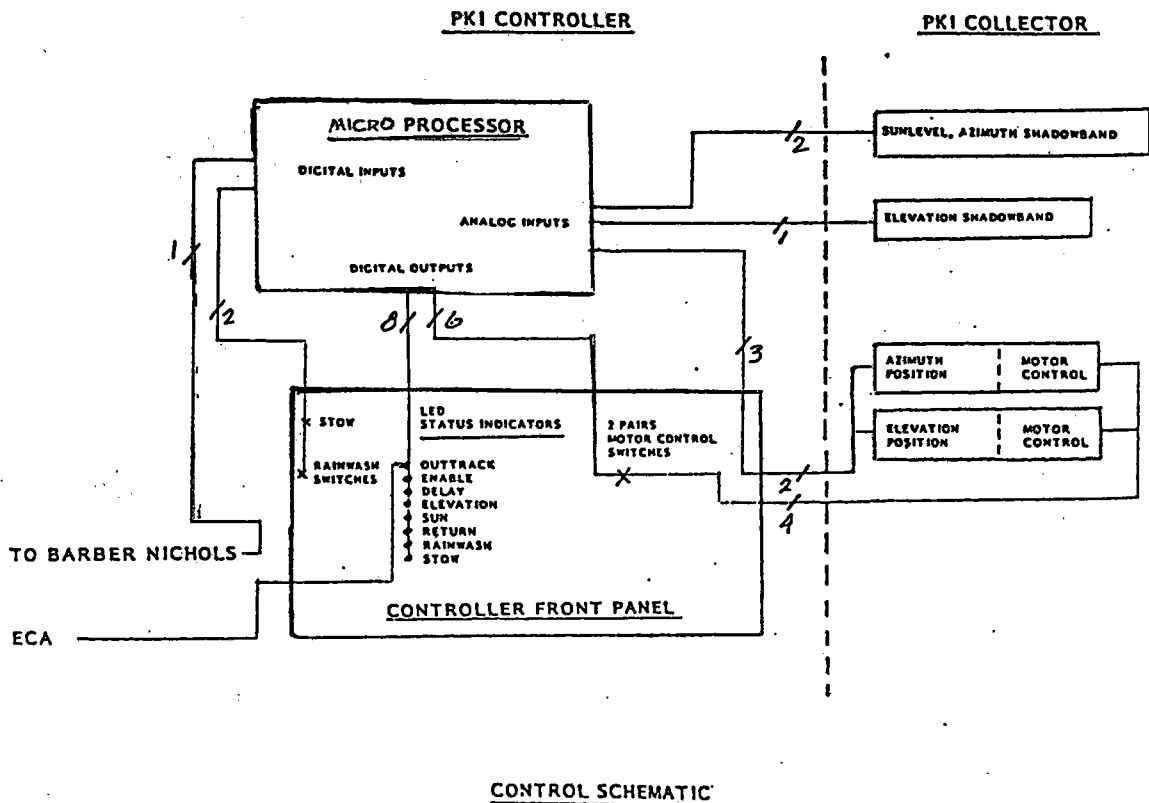 PKI CONTROLLER
PKI COLLECTOR
MICRO PROCESSOR
DIGITAL INPUTS
ANALOG INPUTS
DIGITAL OUTPUTS
2
SUNLEVEL, AZIMUTH SHADOWBAND
1
ELEVATION SHADOWBAND
1
2
8
6
3
AZIMUTH
POSITION
MOTOR
CONTROL
ELEVATION
POSITION
MOTOR
CONTROL
STOW
RAINWASH
SWITCHES
LED
STATUS INDICATORS
OUTTRACK
ENABLE
DELAY
ELEVATION
SUN
RETURN
RAINWASH
STOW
2 PAIRS
MOTOR CONTROL
SWITCHES
2
4
TO BARBER NICHOLS
ECA
CONTROLLER FRONT PANEL
CONTROL SCHEMATIC